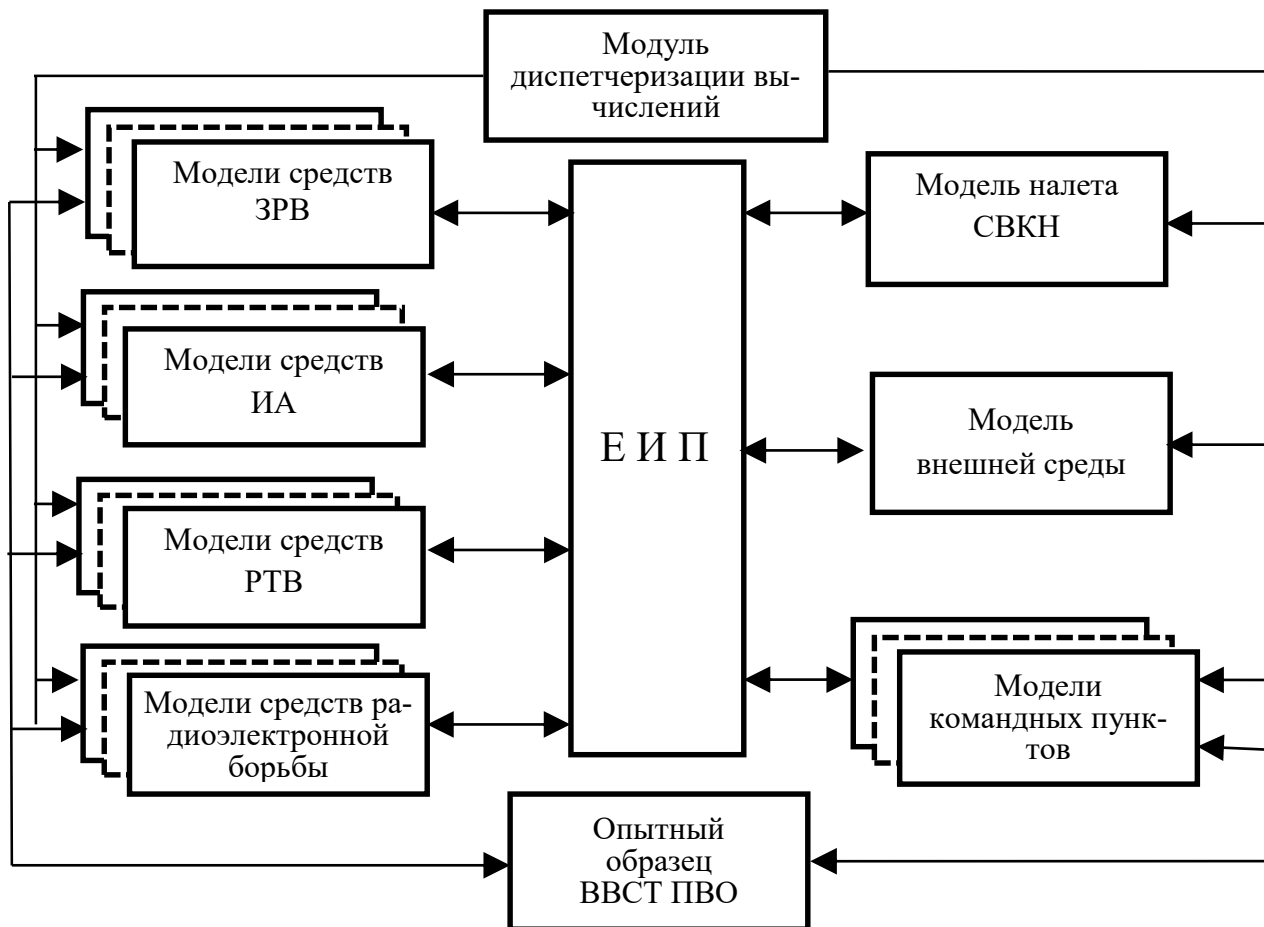 Модуль
диспетчеризации вы-
числений
Модели средств
ЗРВ
Модель налета
СВКН
Модели средств
ИА
Е И П
Модель
внешней среды
Модели средств
РТВ
Модели средств ра-
диоэлектронной
борьбы
Модели
командных пунк-
тов
Опытный
образец
ВВСТ ПВО